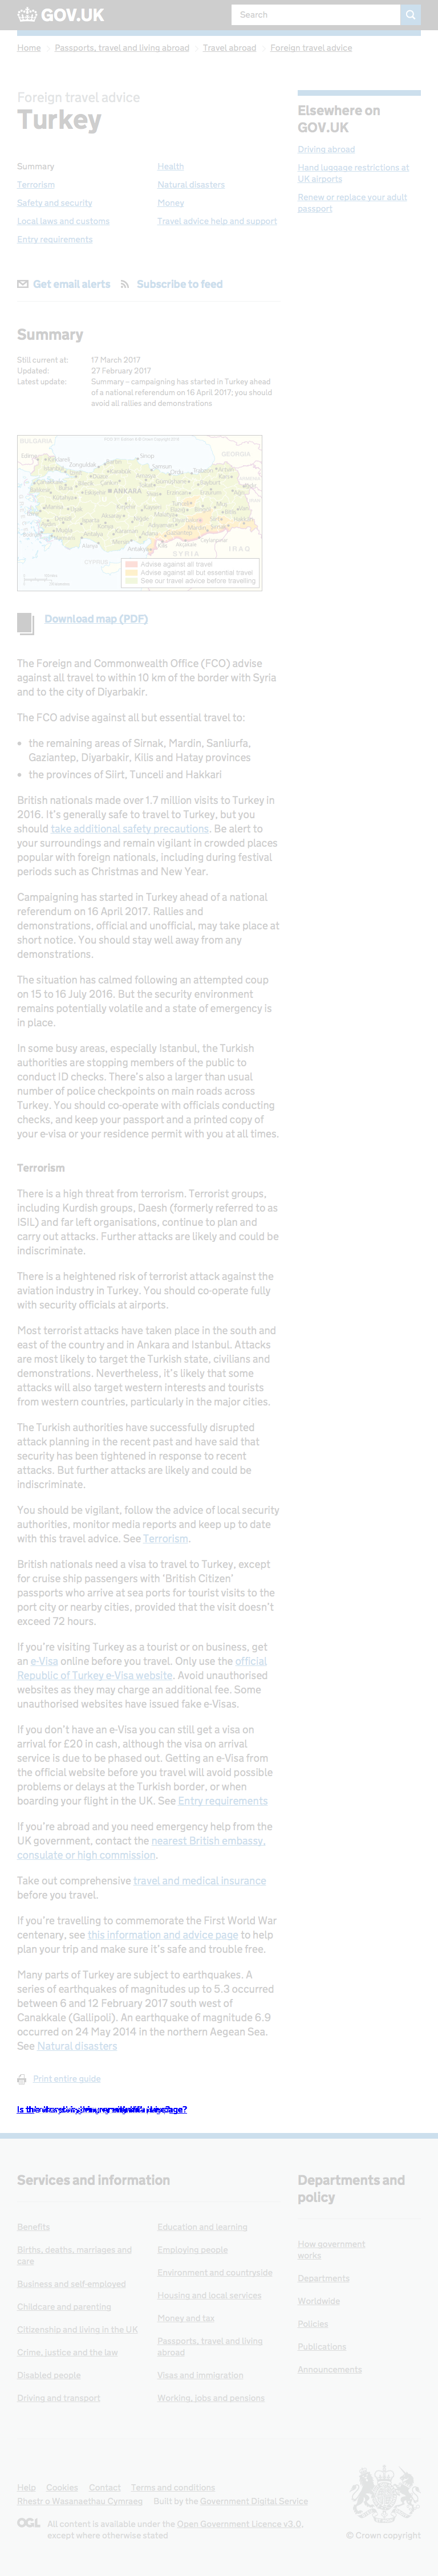 GOV.UK
Search
Home
Passports, travel and living abroad
Travel abroad
Foreign travel advice
Foreign travel advice
Turkey
Summary
Terrorism
Safety and security
Local laws and customs
Entry requirements
Health
Natural disasters
Money
Travel advice help and support
Get email alerts
Subscribe to feed
Elsewhere on
GOV.UK
Driving abroad
Hand luggage restrictions at
UK airports
Renew or replace your adult
passport
Summary
Still current at: 17 March 2017
Updated: 27 February 2017
Latest update: Summary – campaigning has started in Turkey ahead
of a national referendum on 16 April 2017; you should
avoid all rallies and demonstrations
BULGARIA
GEORGIA
ANKARA
SYRIA
IRAQ
CYPRUS
Advise against all travel
Advise against all but essential travel
See our travel advice before travelling
Download map (PDF)
The Foreign and Commonwealth Office (FCO) advise
against all travel to within 10 km of the border with Syria
and to the city of Diyarbakir.
The FCO advise against all but essential travel to:
• the remaining areas of Sirnak, Mardin, Sanliurfa,
Gaziantep, Diyarbakir, Kilis and Hatay provinces
• the provinces of Siirt, Tunceli and Hakkari
British nationals made over 1.7 million visits to Turkey in
2016. It's generally safe to travel to Turkey, but you
should take additional safety precautions. Be alert to
your surroundings and remain vigilant in crowded places
popular with foreign nationals, including during festival
periods such as Christmas and New Year.
Campaigning has started in Turkey ahead of a national
referendum on 16 April 2017. Rallies and
demonstrations, official and unofficial, may take place at
short notice. You should stay well away from any
demonstrations.
The situation has calmed following an attempted coup
on 15 to 16 July 2016. But the security environment
remains potentially volatile and a state of emergency is
in place.
In some busy areas, especially Istanbul, the Turkish
authorities are stopping members of the public to
conduct ID checks. There's also a larger than usual
number of police checkpoints on main roads across
Turkey. You should co-operate with officials conducting
checks, and keep your passport and a printed copy of
your e-visa or your residence permit with you at all times.
Terrorism
There is a high threat from terrorism. Terrorist groups,
including Kurdish groups, Daesh (formerly referred to as
ISIL) and far left organisations, continue to plan and
carry out attacks. Further attacks are likely and could be
indiscriminate.
There is a heightened risk of terrorist attack against the
aviation industry in Turkey. You should co-operate fully
with security officials at airports.
Most terrorist attacks have taken place in the south and
east of the country and in Ankara and Istanbul. Attacks
are most likely to target the Turkish state, civilians and
demonstrations. Nevertheless, it's likely that some
attacks will also target western interests and tourists
from western countries, particularly in the major cities.
The Turkish authorities have successfully disrupted
attack planning in the recent past and have said that
security has been tightened in response to recent
attacks. But further attacks are likely and could be
indiscriminate.
You should be vigilant, follow the advice of local security
authorities, monitor media reports and keep up to date
with this travel advice. See Terrorism.
British nationals need a visa to travel to Turkey, except
for cruise ship passengers with 'British Citizen'
passports who arrive at sea ports for tourist visits to the
port city or nearby cities, provided that the visit doesn't
exceed 72 hours.
If you're visiting Turkey as a tourist or on business, get
an e-Visa online before you travel. Only use the official
Republic of Turkey e-Visa website. Avoid unauthorised
websites as they may charge an additional fee. Some
unauthorised websites have issued fake e-Visas.
If you don't have an e-Visa you can still get a visa on
arrival for £20 in cash, although the visa on arrival
service is due to be phased out. Getting an e-Visa from
the official website before you travel will avoid possible
problems or delays at the Turkish border, or when
boarding your flight in the UK. See Entry requirements
If you're abroad and you need emergency help from the
UK government, contact the nearest British embassy,
consulate or high commission.
Take out comprehensive travel and medical insurance
before you travel.
If you're travelling to commemorate the First World War
centenary, see this information and advice page to help
plan your trip and make sure it's safe and trouble free.
Many parts of Turkey are subject to earthquakes. A
series of earthquakes of magnitudes up to 5.3 occurred
between 6 and 12 February 2017 south west of
Canakkale (Gallipoli). An earthquake of magnitude 6.9
occurred on 24 May 2014 in the northern Aegean Sea.
See Natural disasters
Print entire guide
Services and information
Benefits
Births, deaths, marriages and
care
Business and self-employed
Childcare and parenting
Citizenship and living in the UK
Crime, justice and the law
Disabled people
Driving and transport
Education and learning
Employing people
Environment and countryside
Housing and local services
Money and tax
Passports, travel and living
abroad
Visas and immigration
Working, jobs and pensions
Departments and
policy
How government
works
Departments
Worldwide
Policies
Publications
Announcements
Help
Cookies
Contact
Terms and conditions
Rhestr o Wasanaethau Cymraeg
Built by the Government Digital Service
OGL
All content is available under the Open Government Licence v3.0,
except where otherwise stated
© Crown copyright